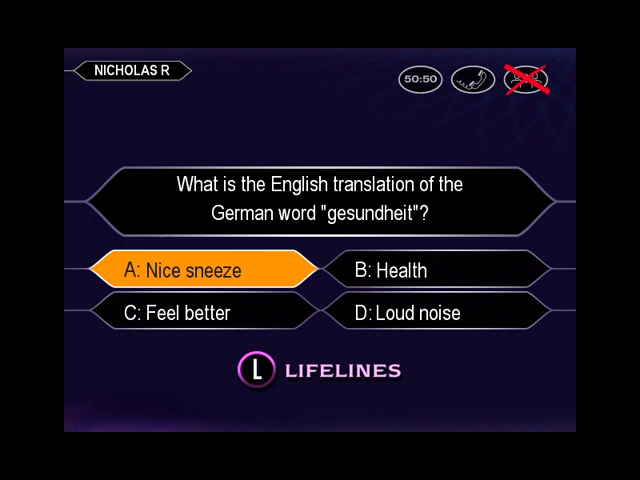 NICHOLAS R
50:50
What is the English translation of the
German word "gesundheit"?
A: Nice sneeze
B: Health
C: Feel better
D: Loud noise
L LIFELINES